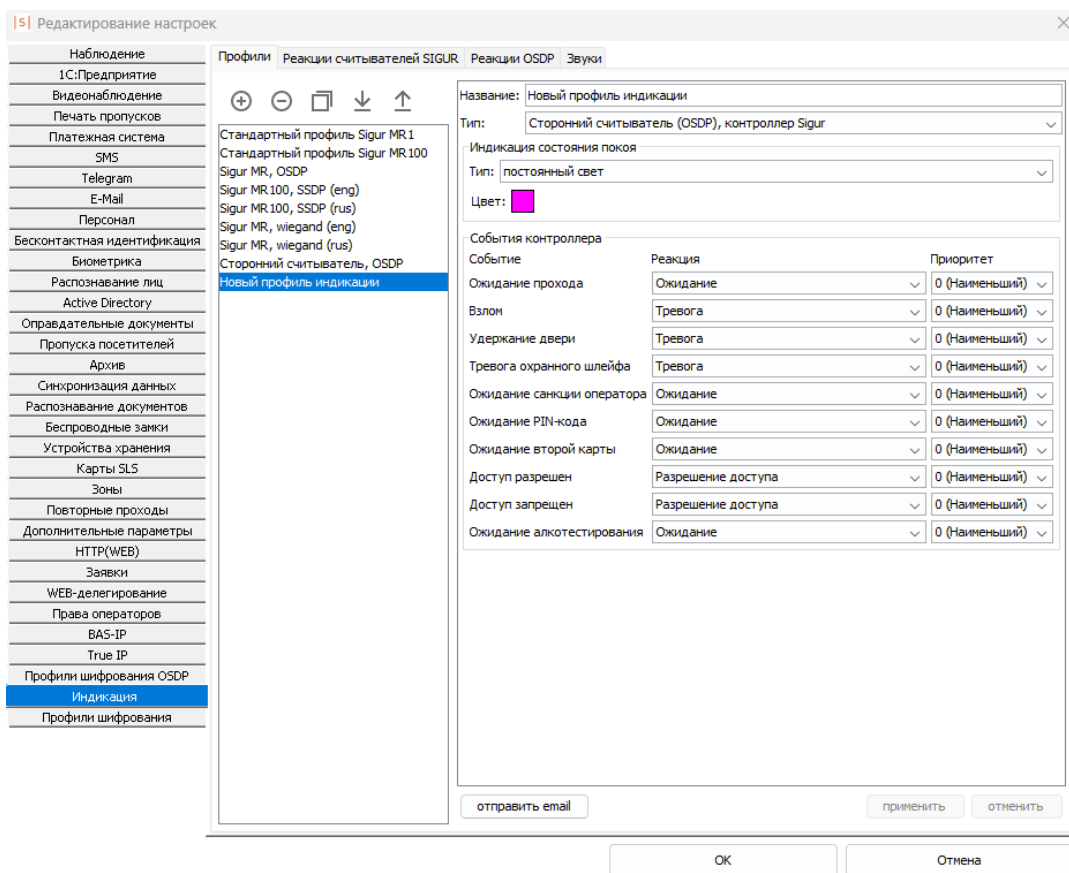 |S| Редактирование настроек
Наблюдение
1С:Предприятие
Видеонаблюдение
Печать пропусков
Платежная система
SMS
Telegram
E-Mail
Персонал
Бесконтактная идентификация
Биометрика
Распознавание лиц
Active Directory
Оправдательные документы
Пропуска посетителей
Архив
Синхронизация данных
Распознавание документов
Беспроводные замки
Устройства хранения
Карты SLS
Зоны
Повторные проходы
Дополнительные параметры
HTTP(WEB)
Заявки
WEB-делегирование
Права операторов
BAS-IP
True IP
Профили шифрования OSDP
Индикация
Профили шифрования
Профили Реакции считывателей SIGUR Реакции OSDP Звуки
Стандартный профиль Sigur MR1
Стандартный профиль Sigur MR100
Sigur MR, OSDP
Sigur MR100, SSDP (eng)
Sigur MR100, SSDP (rus)
Sigur MR, wiegand (eng)
Sigur MR, wiegand (rus)
Сторонний считыватель, OSDP
Новый профиль индикации
Название: Новый профиль индикации
Тип: Сторонний считыватель (OSDP), контроллер Sigur
Индикация состояния покоя
Тип: постоянный свет
Цвет:
События контроллера
Событие Реакция Приоритет
Ожидание прохода Ожидание 0 (Наименьший)
Взлом Тревога 0 (Наименьший)
Удержание двери Тревога 0 (Наименьший)
Тревога охранного шлейфа Тревога 0 (Наименьший)
Ожидание санкции оператора Ожидание 0 (Наименьший)
Ожидание PIN-кода Ожидание 0 (Наименьший)
Ожидание второй карты Ожидание 0 (Наименьший)
Доступ разрешен Разрешение доступа 0 (Наименьший)
Доступ запрещен Разрешение доступа 0 (Наименьший)
Ожидание алкотестирования Ожидание 0 (Наименьший)
отправить email применить отменить
ОК Отмена